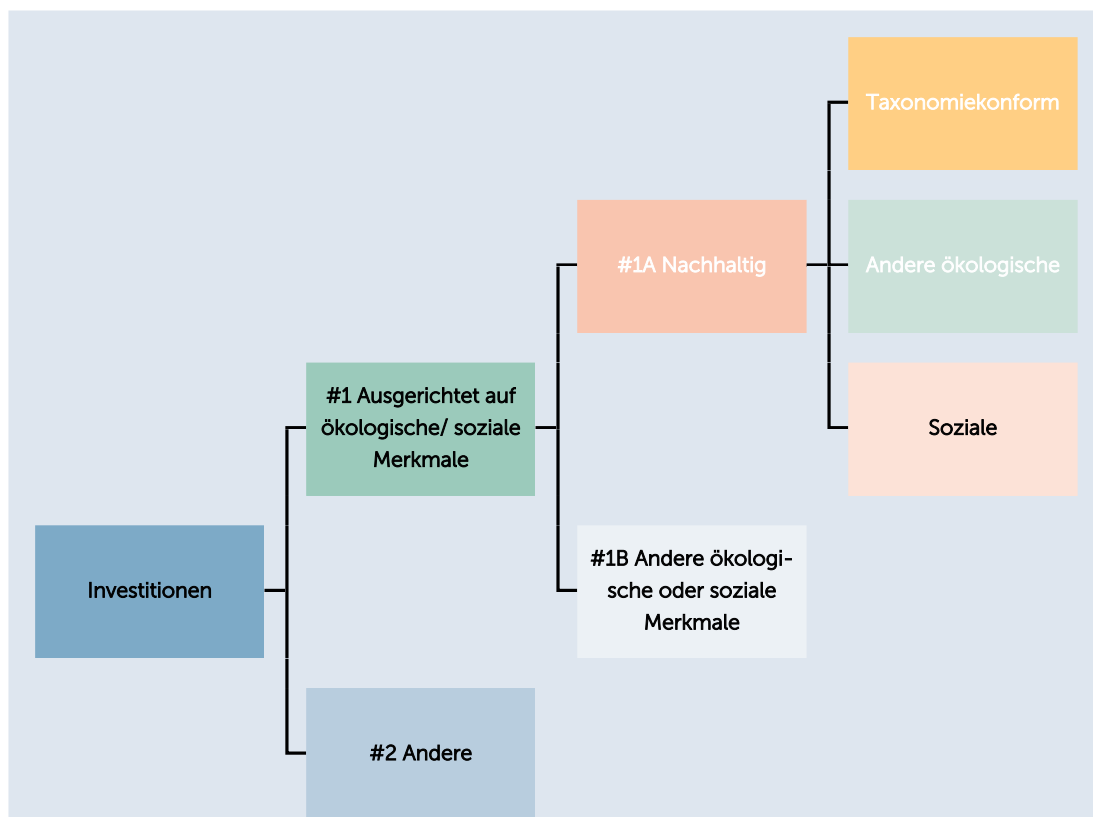 Taxonomiekonform
#1A Nachhaltig
Andere ökologische
#1 Ausgerichtet auf
ökologische/ soziale
Merkmale
Soziale
Investitionen
#1B Andere ökologi-
sche oder soziale
Merkmale
#2 Andere